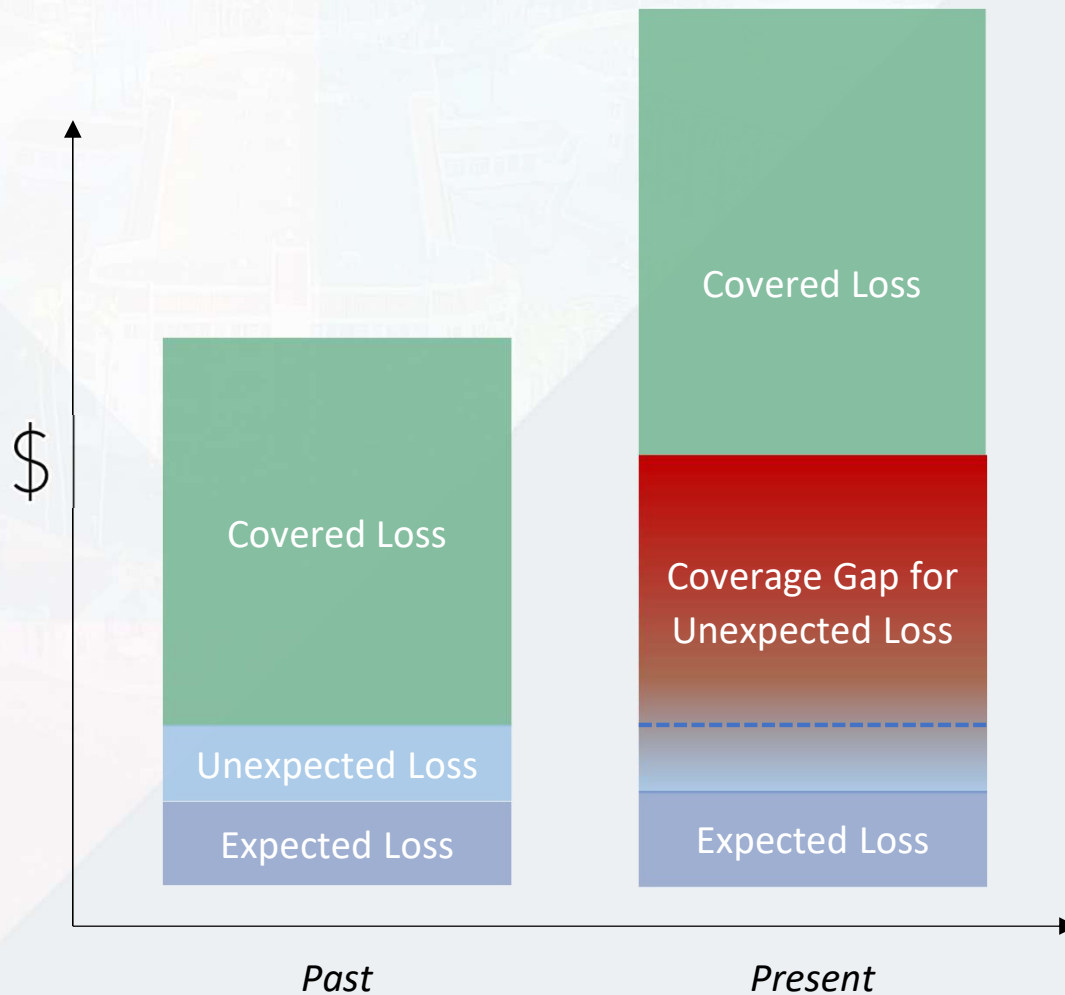 $
Covered Loss
Unexpected Loss
Expected Loss
Covered Loss
Coverage Gap for
Unexpected Loss
Expected Loss
Past
Present